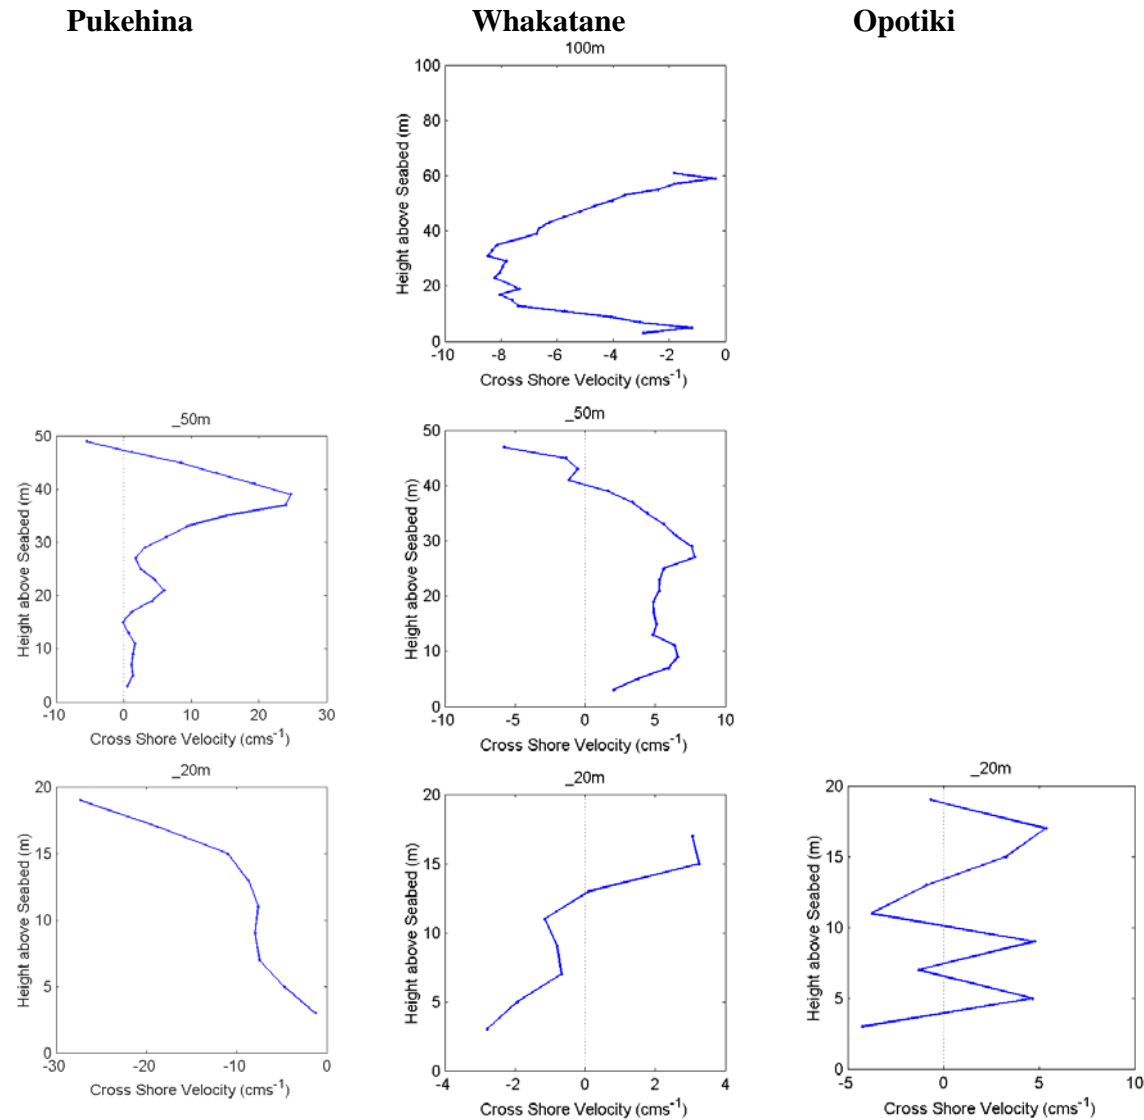 Pukehina Whakatane Opotiki
100m
100
80
60
40
20
0
Height above Seabed (m)
-10 -8 -6 -4 -2 0
Cross Shore Velocity (cms⁻¹)
_50m
50
40
30
20
10
0
Height above Seabed (m)
-10 0 10 20 30
Cross Shore Velocity (cms⁻¹)
_50m
50
40
30
20
10
0
Height above Seabed (m)
-10 -5 0 5 10
Cross Shore Velocity (cms⁻¹)
_20m
20
15
10
5
0
Height above Seabed (m)
-30 -20 -10 0
Cross Shore Velocity (cms⁻¹)
_20m
20
15
10
5
0
Height above Seabed (m)
-4 -2 0 2 4
Cross Shore Velocity (cms⁻¹)
_20m
20
15
10
5
0
Height above Seabed (m)
-5 0 5 10
Cross Shore Velocity (cms⁻¹)